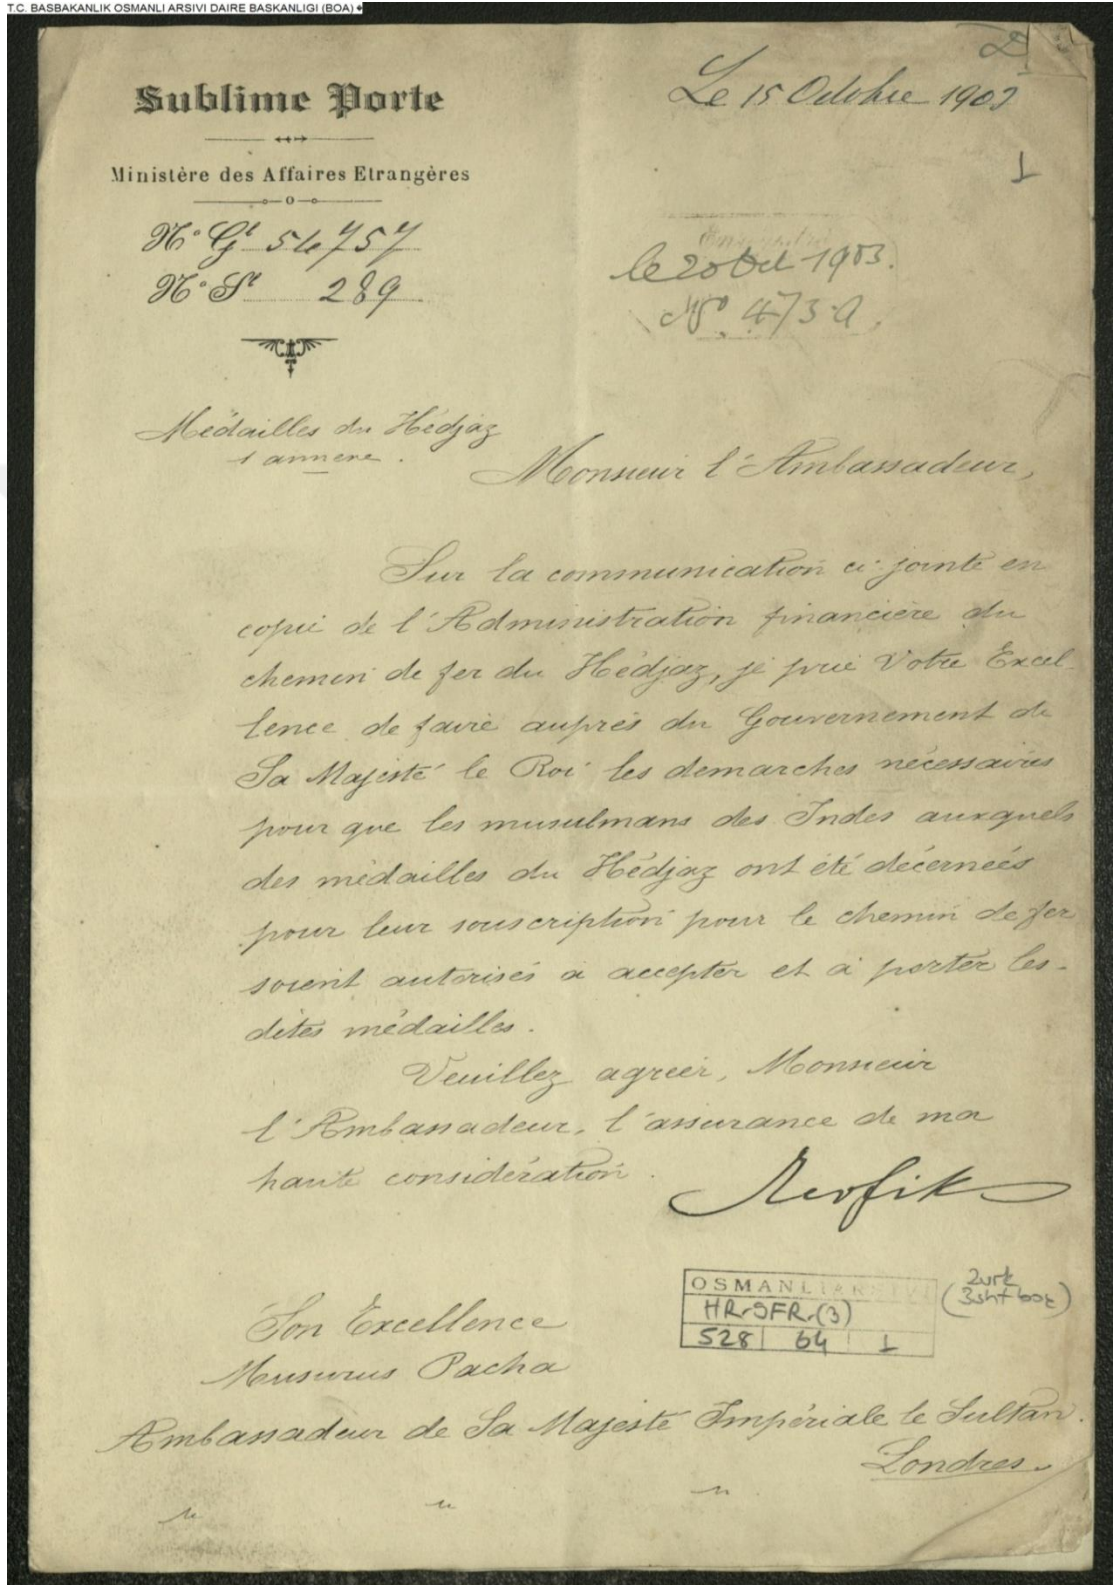 T.C. BASBAKANLIK OSMANLI ARSIVI DAIRE BASKANLIGI (BOA)
Sublime Porte
Le 15 Octobre 1903
Ministère des Affaires Etrangères
1
N° Gl 54757
N° Sl 289
le 20 Oct 1903.
N° 473
Médailles du Hédjaz
1 annexe.
Monsieur l'Ambassadeur,
Sur la communication ci-jointe en
copie de l'Administration financière du
chemin de fer du Hédjaz, je prie Votre Excel-
lence de faire auprès du Gouvernement de
Sa Majesté le Roi les démarches nécessaires
pour que les musulmans des Indes auxquels
des médailles du Hédjaz ont été décernées
pour leur souscription pour le chemin de fer
soient autorisés à accepter et à porter les-
dites médailles.
Veuillez agréer, Monsieur
l'Ambassadeur, l'assurance de ma
haute considération.
Tevfik
OSMANLI ARŞİVİ
HR.SFR.(3)
528 64 1
Son Excellence
Musurus Pacha
Ambassadeur de Sa Majesté Impériale le Sultan.
Londres